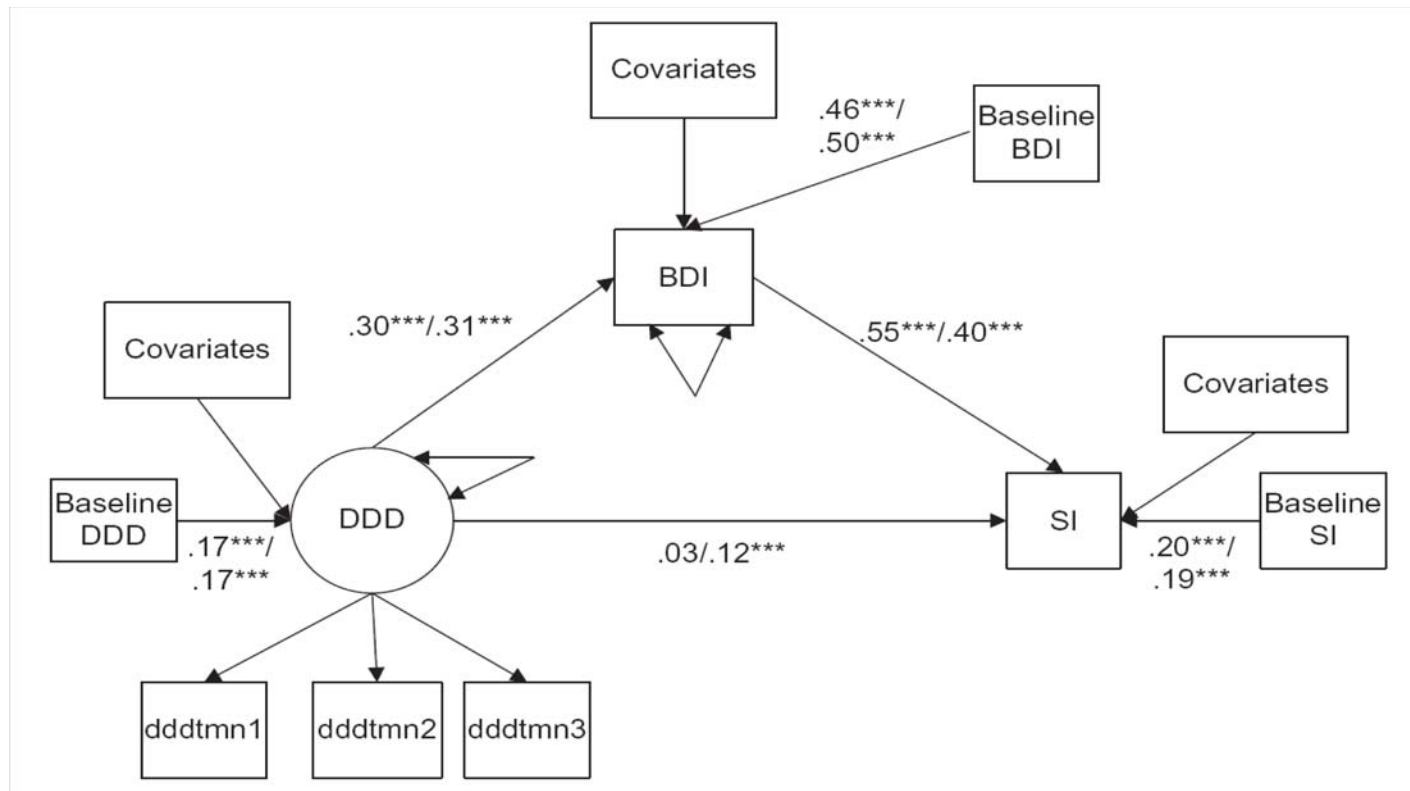 Covariates
.46***/
.50***
Baseline
BDI
BDI
.30***/.31***
.55***/.40***
Covariates
Covariates
Baseline
DDD
DDD
SI
Baseline
SI
.17***/
.17***
.03/.12***
.20***/
.19***
dddtmn1
dddtmn2
dddtmn3